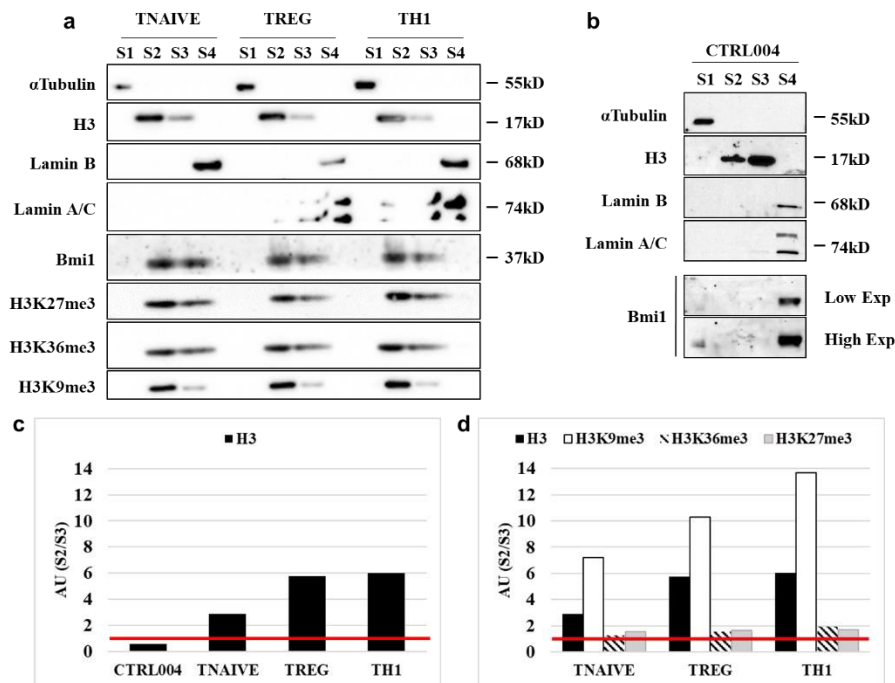 a
TNAIVE TREG TH1
S1 S2 S3 S4 S1 S2 S3 S4 S1 S2 S3 S4
αTubulin – 55kD
H3 – 17kD
Lamin B – 68kD
Lamin A/C – 74kD
Bmi1 – 37kD
H3K27me3
H3K36me3
H3K9me3
b
CTRL004
S1 S2 S3 S4
αTubulin – 55kD
H3 – 17kD
Lamin B – 68kD
Lamin A/C – 74kD
Bmi1
Low Exp
High Exp
c
H3
AU (S2/S3)
14
12
10
8
6
4
2
0
CTRL004 TNAIVE TREG TH1
d
H3 H3K9me3 H3K36me3 H3K27me3
AU (S2/S3)
14
12
10
8
6
4
2
0
TNAIVE TREG TH1